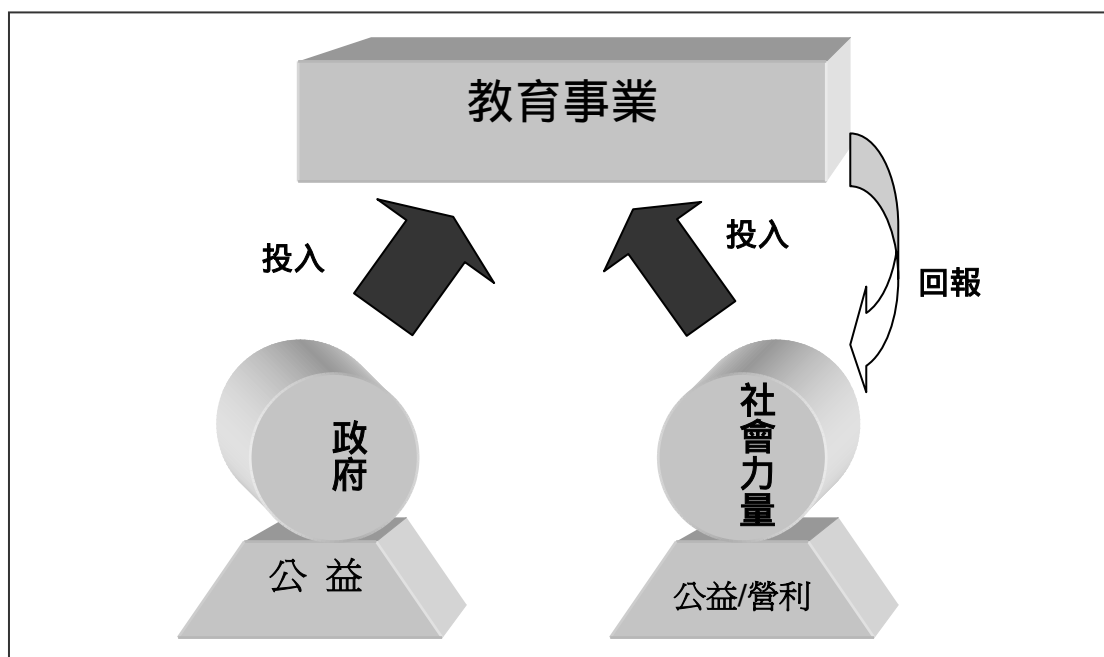 教育事業
投入
投入
回報
政府
社會力量
公 益
公益/營利